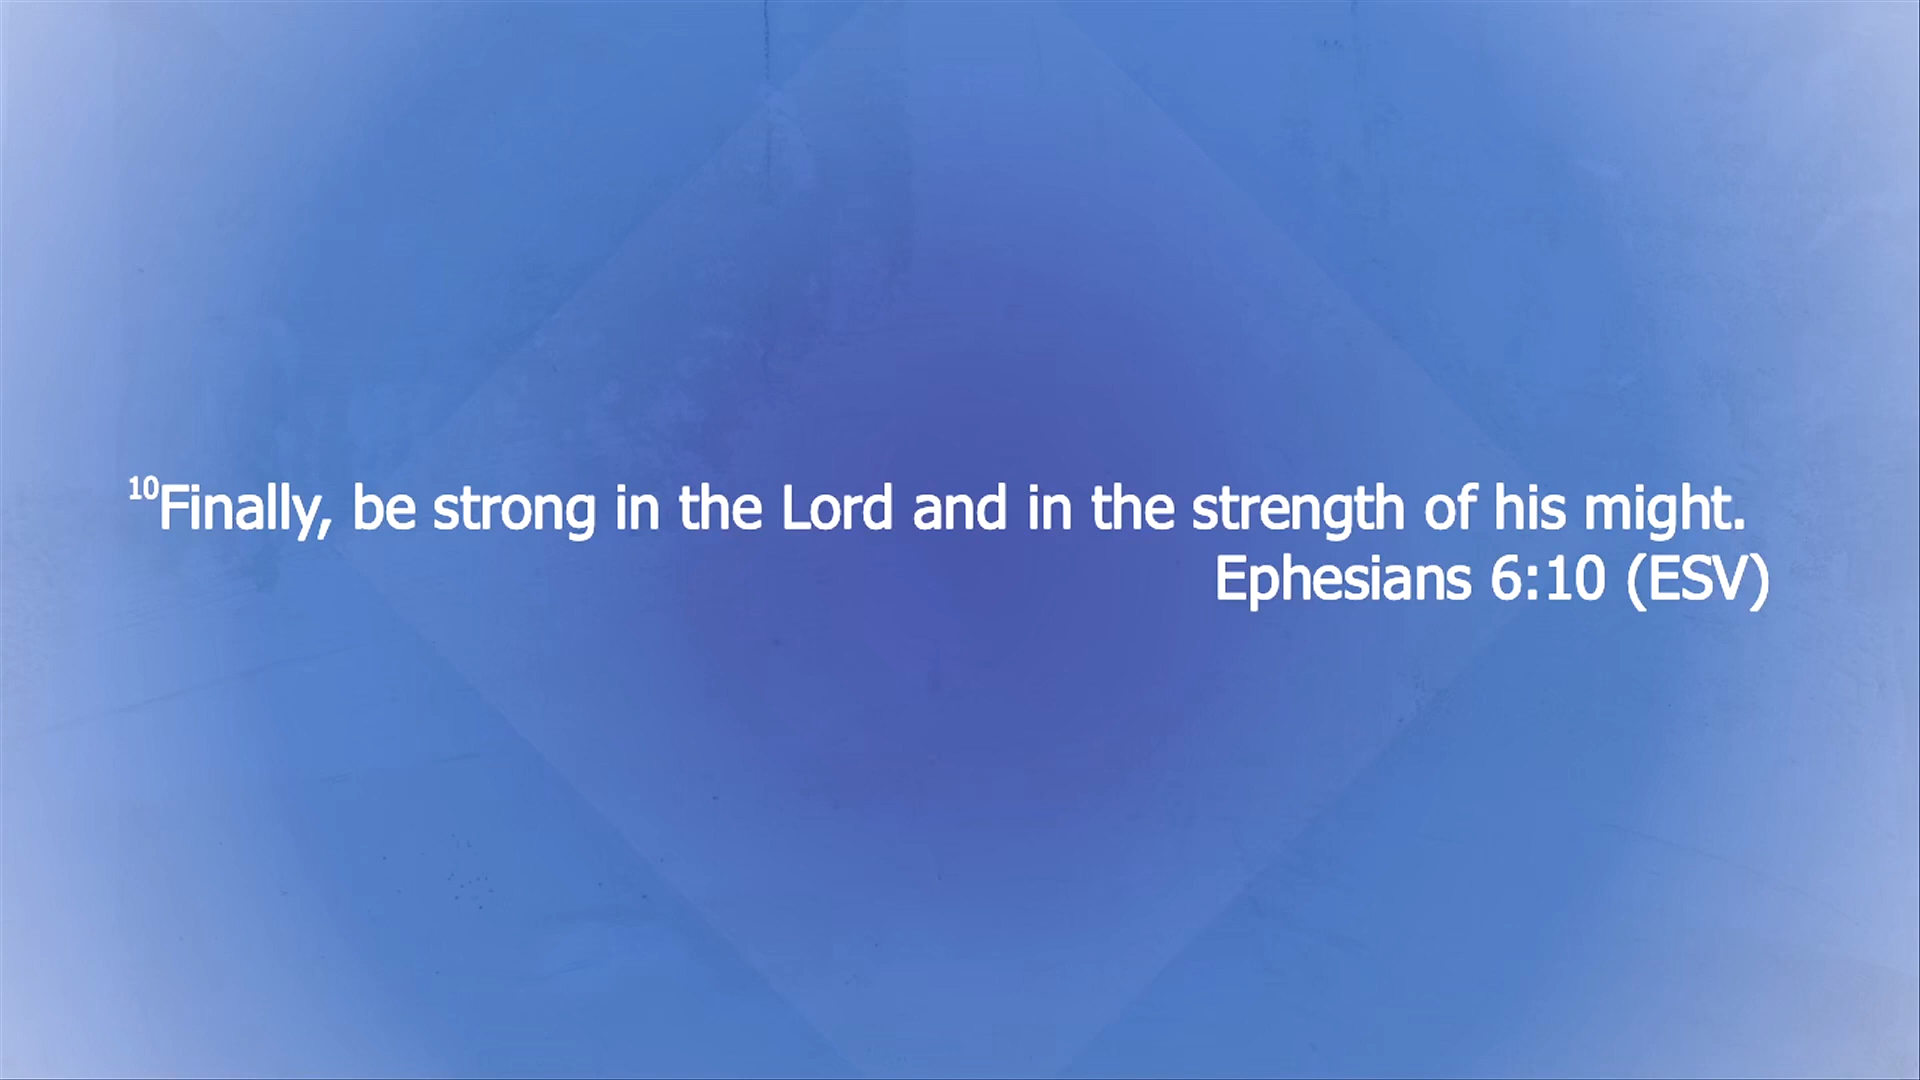 ¹⁰Finally, be strong in the Lord and in the strength of his might.
Ephesians 6:10 (ESV)